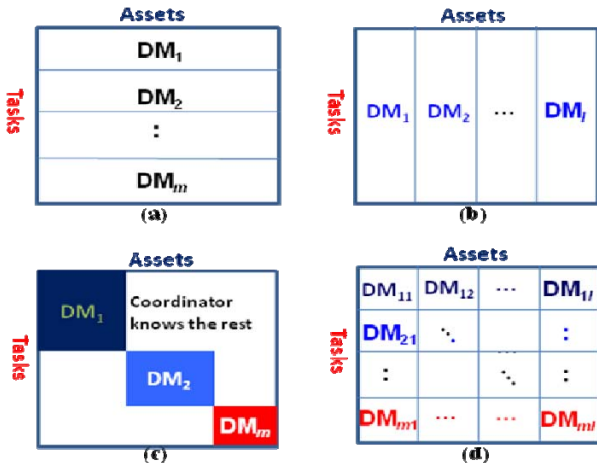 Assets
Tasks
DM1
DM2
:
DMm
(a)
Assets
Tasks
DM1 DM2 ... DMl
(b)
Assets
Tasks
DM1
Coordinator
knows the rest
DM2
DMm
(c)
Assets
Tasks
DM11 DM12 ... DM1l
DM21 ⋱ :
...
: ⋱ :
DMm1 ... ... DMml
(d)